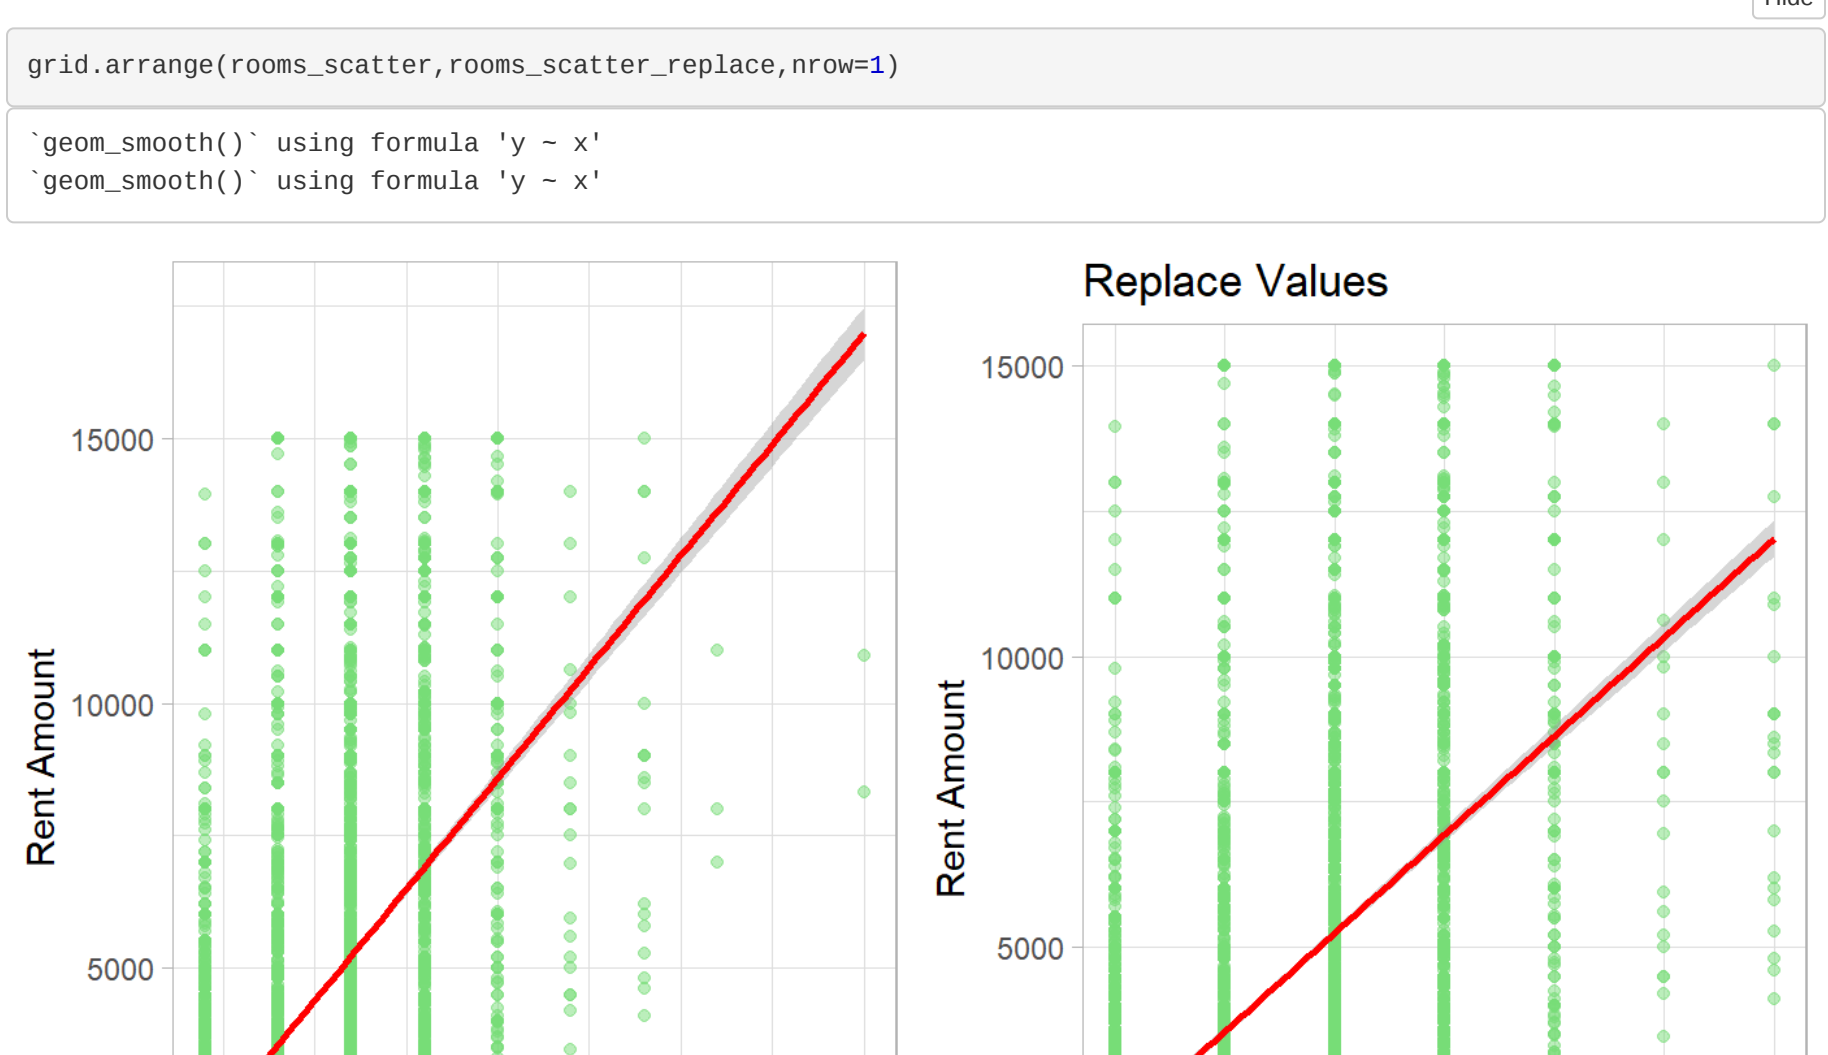 Hide
grid.arrange(rooms_scatter,rooms_scatter_replace,nrow=1)
`geom_smooth()` using formula 'y ~ x'
`geom_smooth()` using formula 'y ~ x'
15000
10000
5000
Rent Amount
Replace Values
15000
10000
5000
Rent Amount